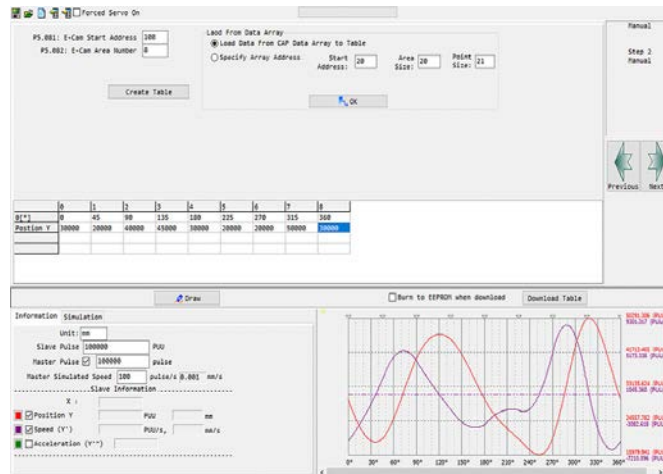 Forced Servo On
P5.081: E-Cam Start Address 100
P5.082: E-Cam Area Number 8
Create Table
Laod From Data Array
Load Data From CAP Data Array to Table
Specify Array Address
Start Address: 20
Area Size: 20
Point Size: 21
OK
Manual
Step 2
Manual
Previous Next
0 1 2 3 4 5 6 7 8
θ[°] 0 45 90 135 180 225 270 315 360
Postion Y 30000 20000 40000 45000 30000 20000 20000 50000 30000
Draw
Burn to EEPROM when download
Download Table
Information Simulation
Unit: mm
Slave Pulse 100000 PUU
Master Pulse 100000 pulse
Master Simulated Speed 100 pulse/s 0.001 mm/s
Slave Information
X :
Position Y PUU mm
Speed (Y') PUU/s, mm/s
Acceleration (Y'")
0° 30° 60° 90° 120° 150° 180° 210° 240° 270° 300° 330° 360°